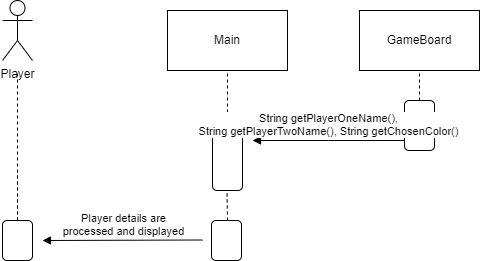 Player
Main
GameBoard
String getPlayerOneName(),
String getPlayerTwoName(), String getChosenColor()
Player details are
processed and displayed